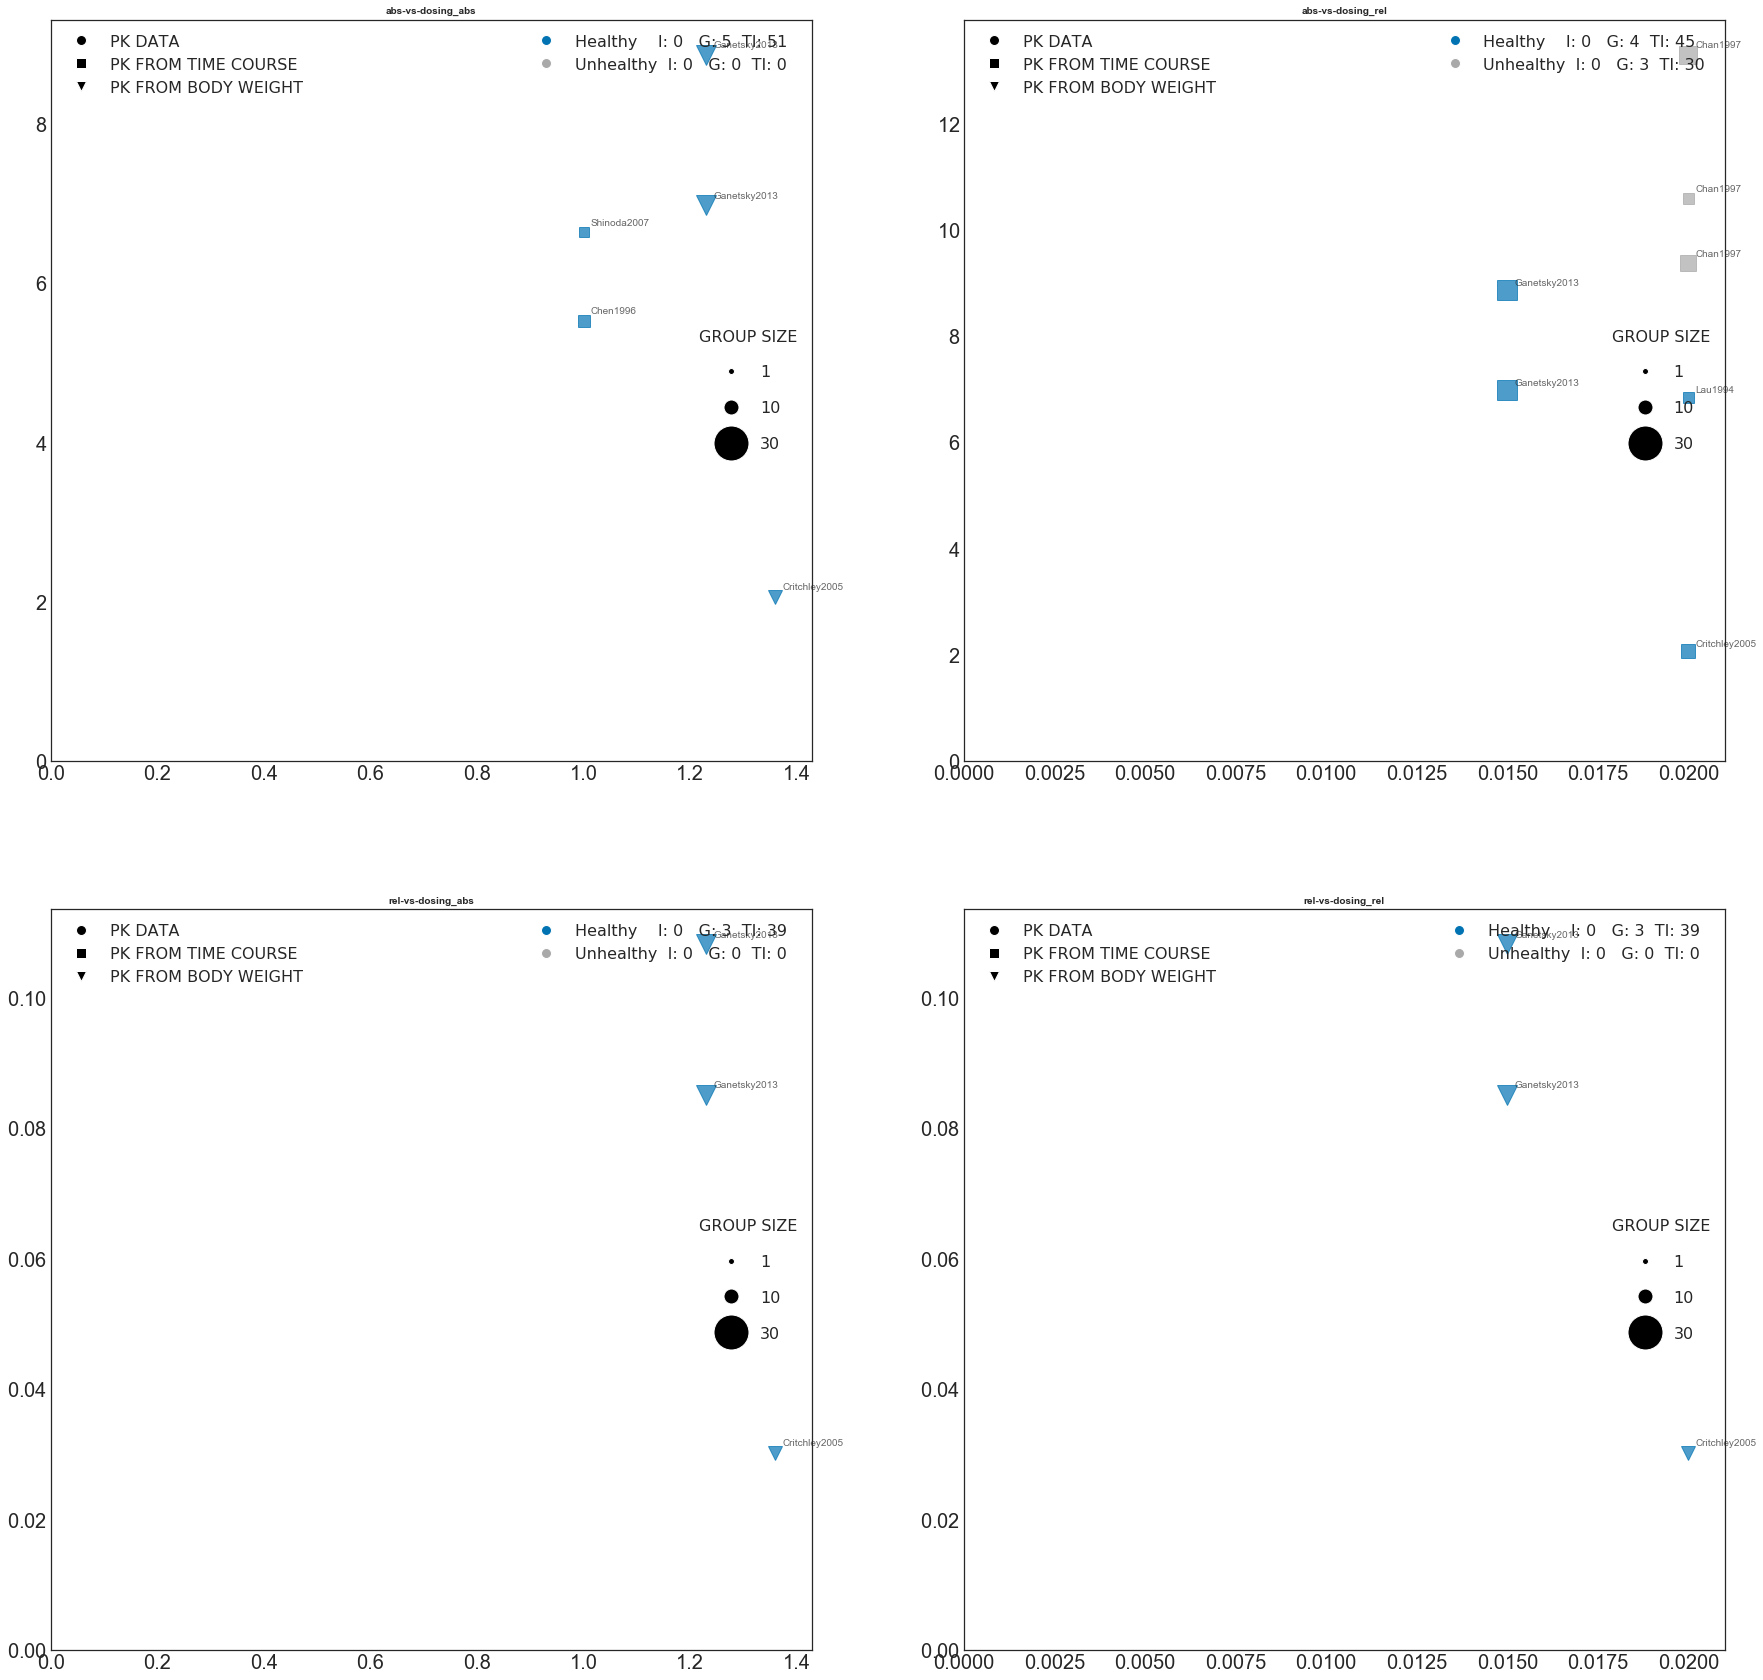 abs-vs-dosing_abs
PK DATA
PK FROM TIME COURSE
PK FROM BODY WEIGHT
Healthy I: 0 G: 5 TI: 51
Unhealthy I: 0 G: 0 TI: 0
Ganetsky2013
Ganetsky2013
Shinoda2007
Chen1996
Critchley2005
GROUP SIZE
1
10
30
8
6
4
2
0
0.0 0.2 0.4 0.6 0.8 1.0 1.2 1.4
abs-vs-dosing_rel
PK DATA
PK FROM TIME COURSE
PK FROM BODY WEIGHT
Healthy I: 0 G: 4 TI: 45
Unhealthy I: 0 G: 3 TI: 30
Chan1997
Chan1997
Chan1997
Ganetsky2013
Ganetsky2013
Lau1994
Critchley2005
GROUP SIZE
1
10
30
12
10
8
6
4
2
0
0.0000 0.0025 0.0050 0.0075 0.0100 0.0125 0.0150 0.0175 0.0200
rel-vs-dosing_abs
PK DATA
PK FROM TIME COURSE
PK FROM BODY WEIGHT
Healthy I: 0 G: 3 TI: 39
Unhealthy I: 0 G: 0 TI: 0
Ganetsky2013
Ganetsky2013
Critchley2005
GROUP SIZE
1
10
30
0.10
0.08
0.06
0.04
0.02
0.00
0.0 0.2 0.4 0.6 0.8 1.0 1.2 1.4
rel-vs-dosing_rel
PK DATA
PK FROM TIME COURSE
PK FROM BODY WEIGHT
Healthy I: 0 G: 3 TI: 39
Unhealthy I: 0 G: 0 TI: 0
Ganetsky2013
Ganetsky2013
Critchley2005
GROUP SIZE
1
10
30
0.10
0.08
0.06
0.04
0.02
0.00
0.0000 0.0025 0.0050 0.0075 0.0100 0.0125 0.0150 0.0175 0.0200